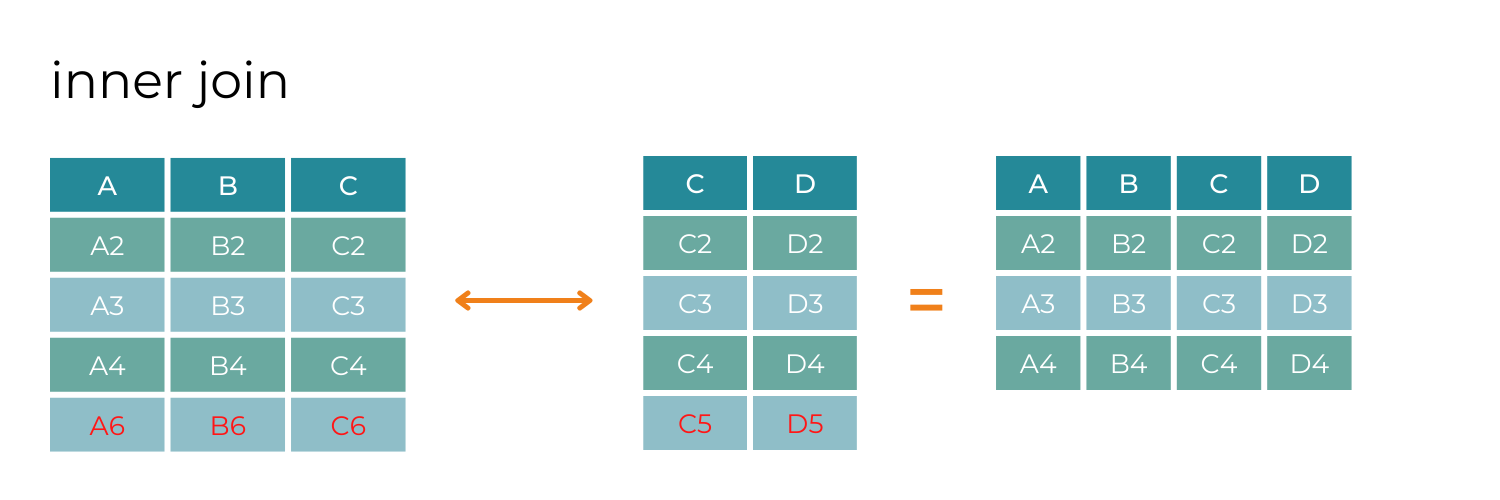 inner join
A B C C D A B C D
A2 B2 C2 C2 D2 A2 B2 C2 D2
A3 B3 C3 C3 D3 = A3 B3 C3 D3
A4 B4 C4 C4 D4 A4 B4 C4 D4
A6 B6 C6 C5 D5